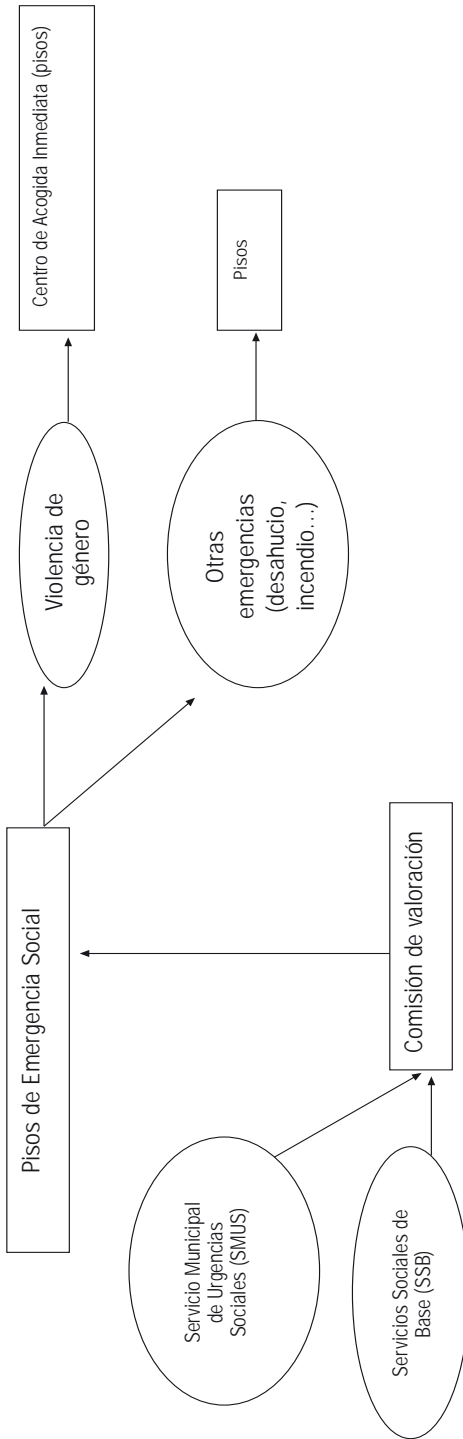 Pisos de Emergencia Social
Violencia de
género
Centro de Acogida Inmediata (pisos)
Otras
emergencias
(desahucio,
incendio…)
Pisos
Servicio Municipal
de Urgencias
Sociales (SMUS)
Servicios Sociales de
Base (SSB)
Comisión de valoración